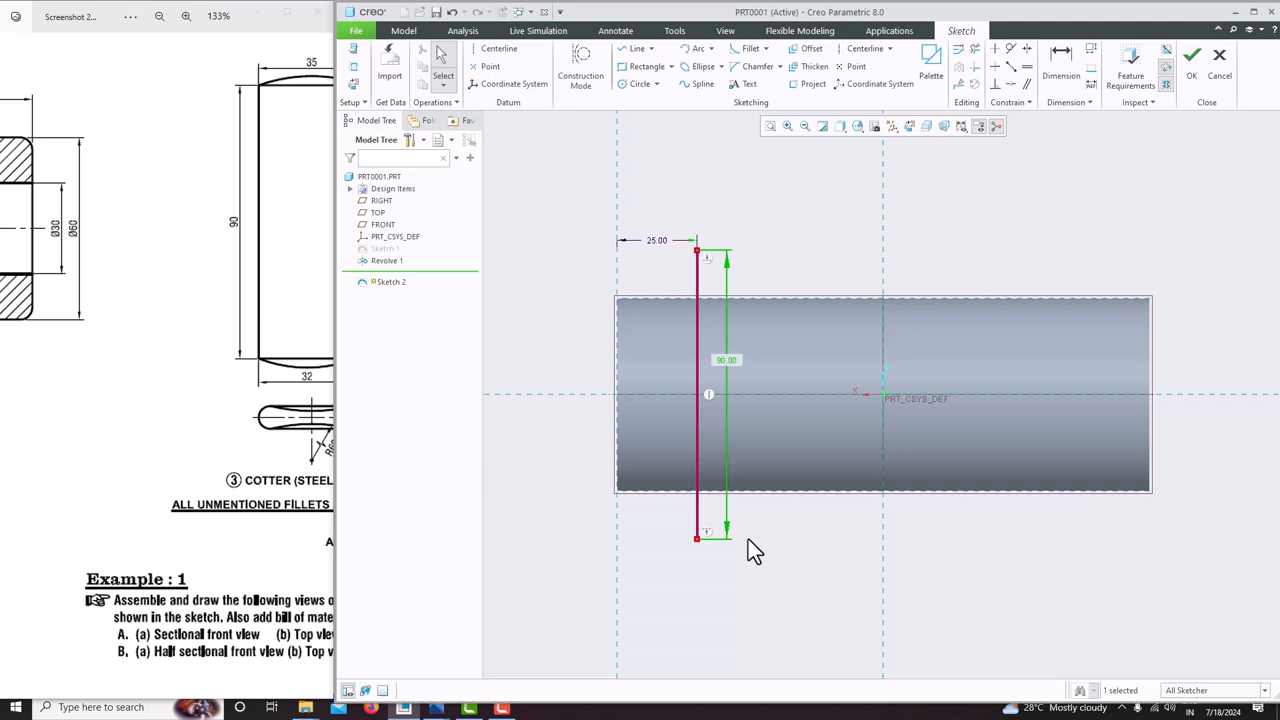 Screenshot 2...
133%
35
90
Ø30
Ø60
32
③ COTTER (STEEL
ALL UNMENTIONED FILLETS
A
Example : 1
Assemble and draw the following views o
shown in the sketch. Also add bill of mate
A. (a) Sectional front view (b) Top vie
B. (a) Half sectional front view (b) Top v
creo
PRT0001 (Active) - Creo Parametric 8.0
File Model Analysis Live Simulation Annotate Tools View Flexible Modeling Applications Sketch
Import
Select
Centerline
Point
Coordinate System
Construction Mode
Line
Rectangle
Circle
Arc
Ellipse
Spline
Fillet
Chamfer
Text
Offset
Thicken
Project
Centerline
Point
Coordinate System
Palette
Dimension
Feature Requirements
OK
Cancel
Setup Get Data Operations Datum Sketching Editing Constrain Dimension Inspect Close
Model Tree Fol Fav
Model Tree
PRT0001.PRT
Design Items
RIGHT
TOP
FRONT
PRT_CSYS_DEF
Sketch 1
Revolve 1
Sketch 2
25.00
90.00
X
PRT_CSYS_DEF
1 selected
All Sketcher
Type here to search
28°C Mostly cloudy
IN
7/18/2024